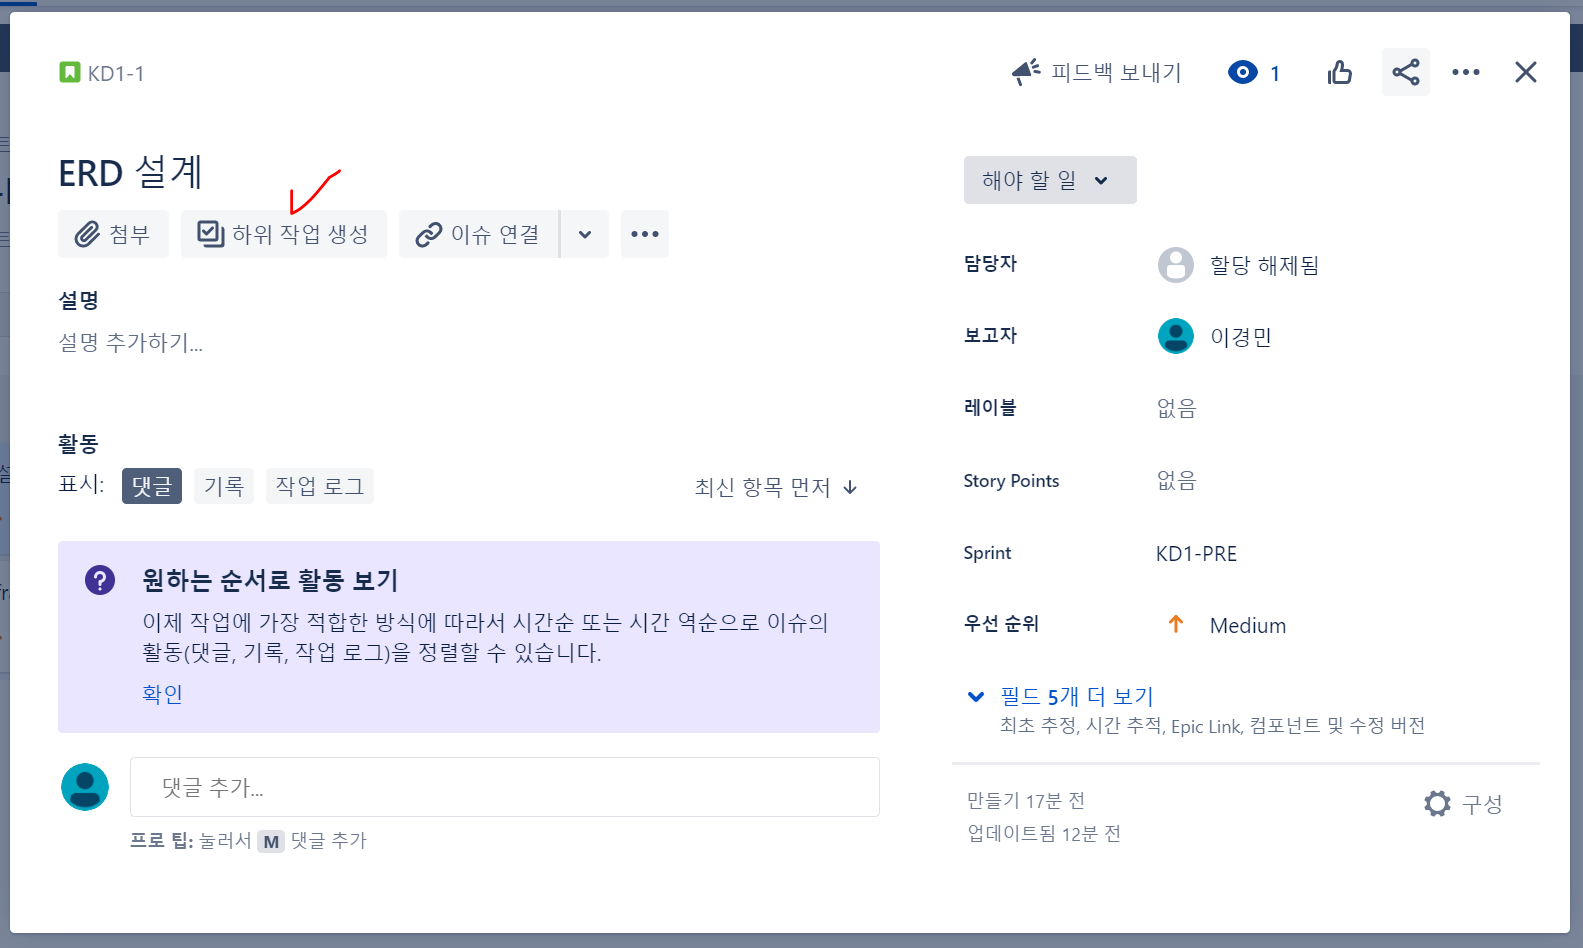 KD1-1
피드백 보내기
1
ERD 설계
첨부
하위 작업 생성
이슈 연결
설명
설명 추가하기...
활동
표시:
댓글
기록
작업 로그
최신 항목 먼저
원하는 순서로 활동 보기
이제 작업에 가장 적합한 방식에 따라서 시간순 또는 시간 역순으로 이슈의
활동(댓글, 기록, 작업 로그)을 정렬할 수 있습니다.
확인
댓글 추가...
프로 팁: 눌러서 M 댓글 추가
해야 할 일
담당자
할당 해제됨
보고자
이경민
레이블
없음
Story Points
없음
Sprint
KD1-PRE
우선 순위
Medium
필드 5개 더 보기
최초 추정, 시간 추적, Epic Link, 컴포넌트 및 수정 버전
만들기 17분 전
업데이트됨 12분 전
구성